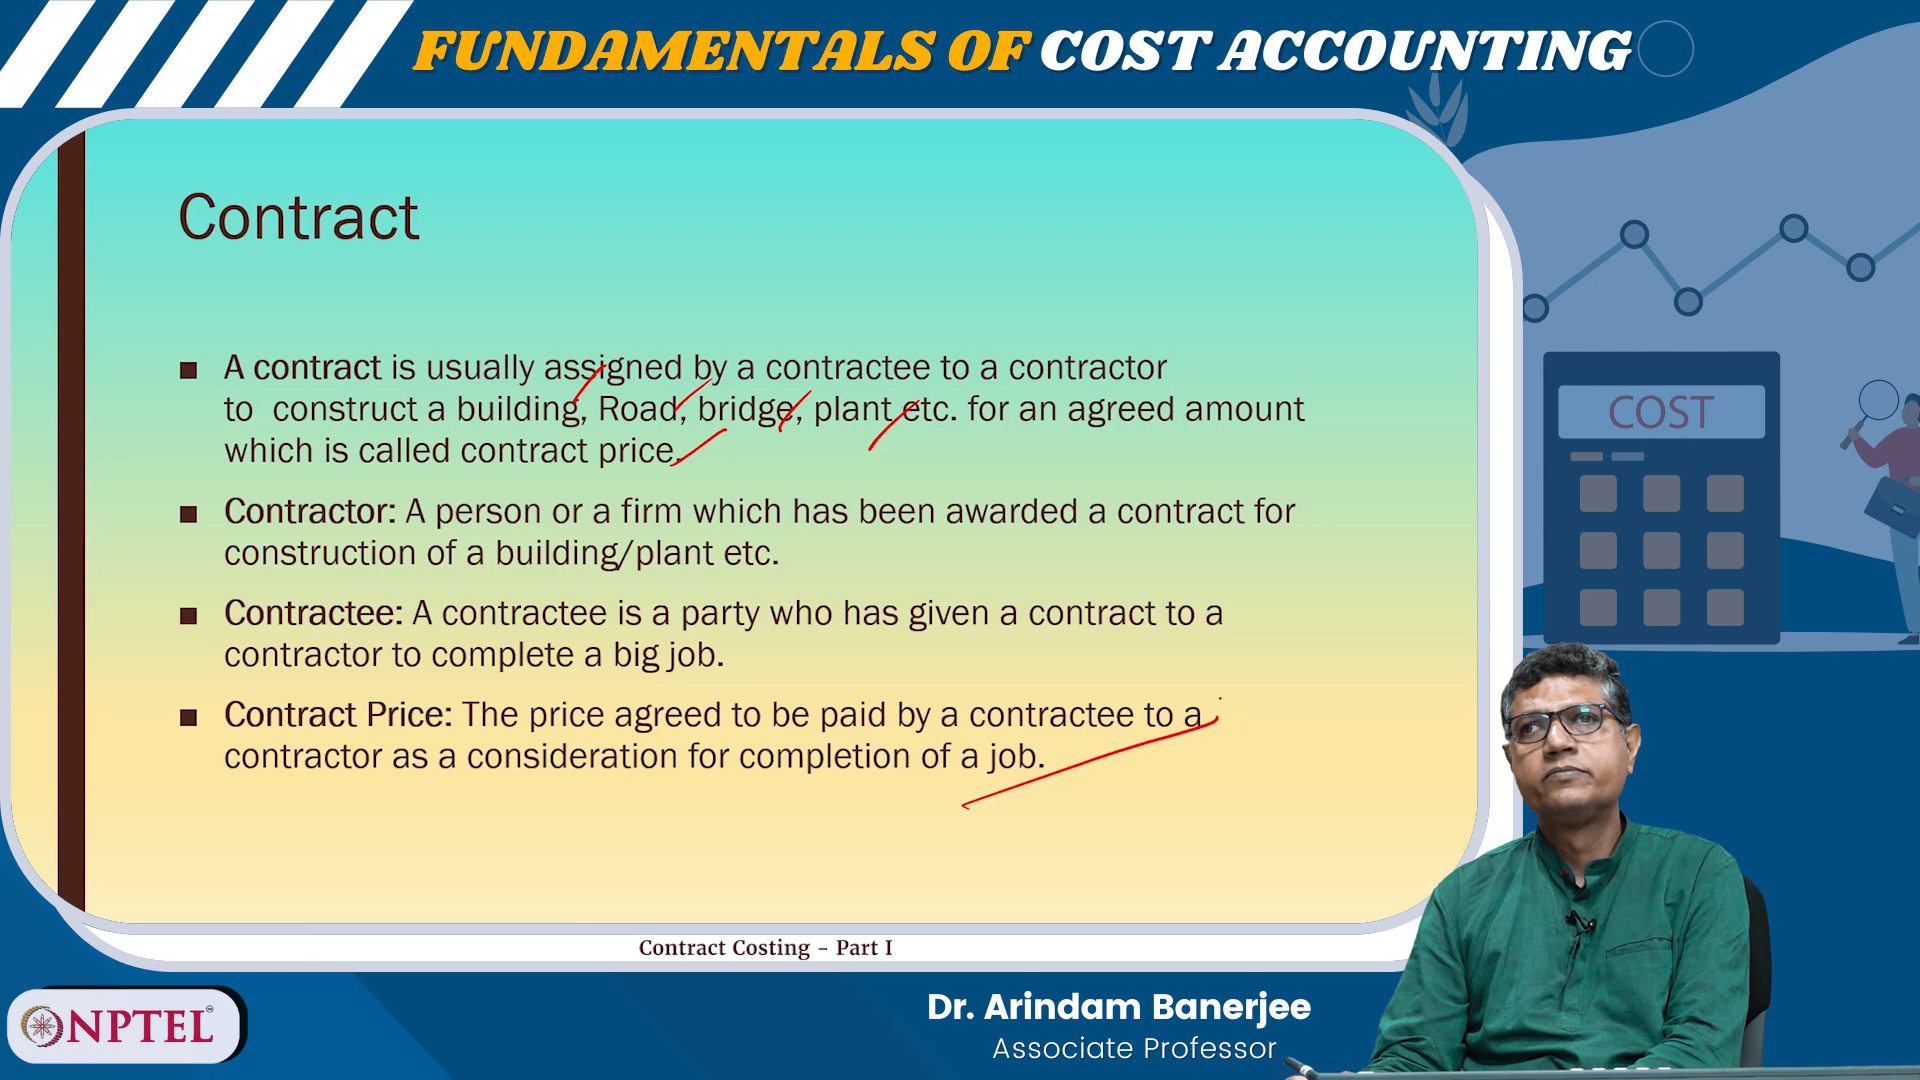 FUNDAMENTALS OF COST ACCOUNTING
Contract
■ A contract is usually assigned by a contractee to a contractor
to construct a building, Road, bridge, plant etc. for an agreed amount
which is called contract price.
■ Contractor: A person or a firm which has been awarded a contract for
construction of a building/plant etc.
■ Contractee: A contractee is a party who has given a contract to a
contractor to complete a big job.
■ Contract Price: The price agreed to be paid by a contractee to a
contractor as a consideration for completion of a job.
COST
Contract Costing - Part I
NPTEL
Dr. Arindam Banerjee
Associate Professor